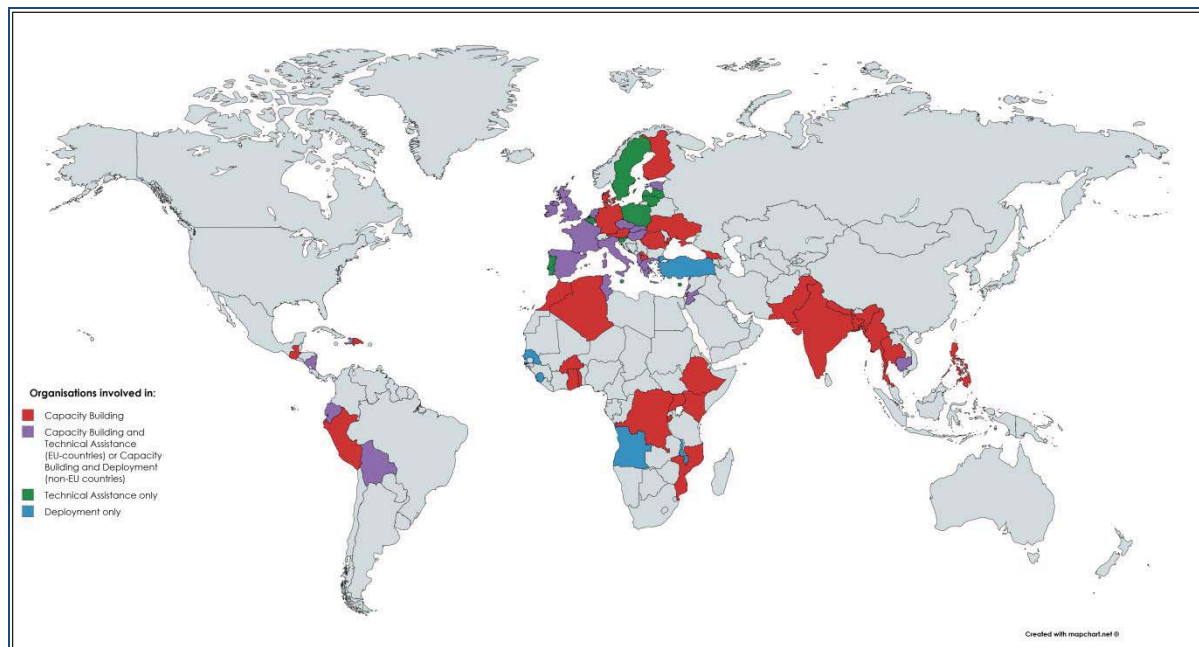 Organisations involved in:
Capacity Building
Capacity Building and
Technical Assistance
(EU-countries) or Capacity
Building and Deployment
(non-EU countries)
Technical Assistance only
Deployment only
Created with mapchart.net ©